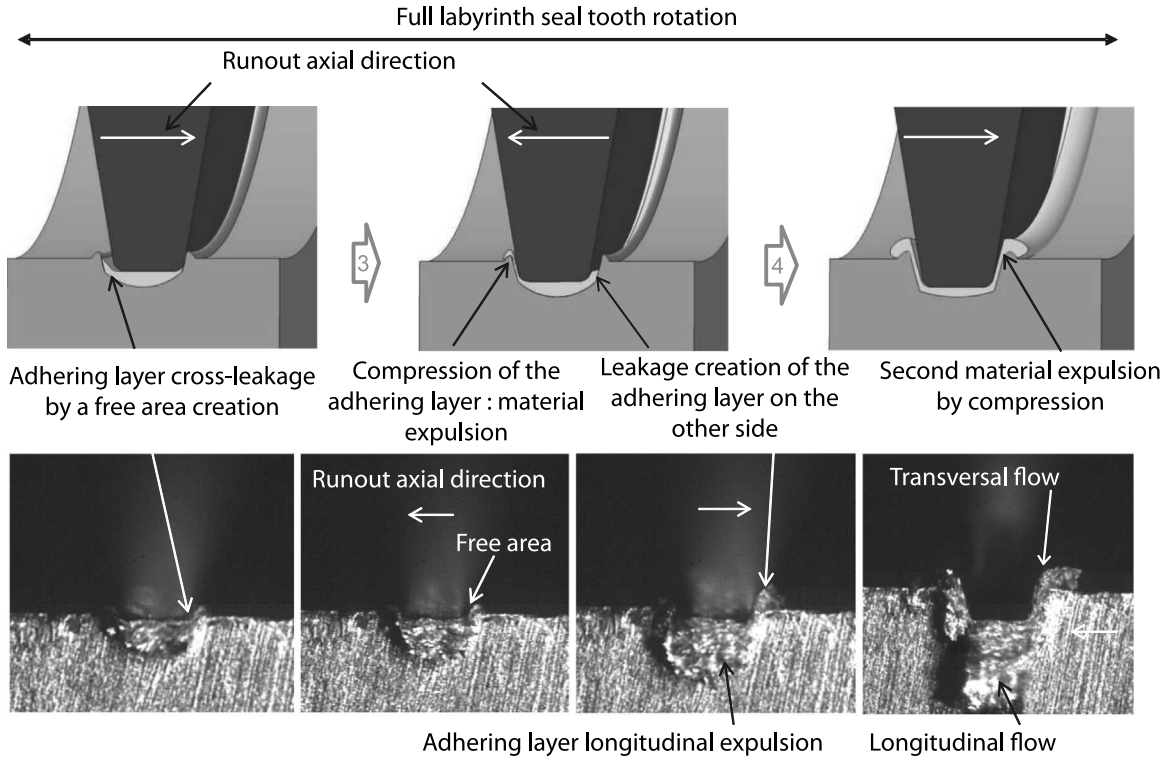 Full labyrinth seal tooth rotation
Runout axial direction
3
4
Adhering layer cross-leakage
by a free area creation
Compression of the
adhering layer : material
expulsion
Leakage creation of the
adhering layer on the
other side
Second material expulsion
by compression
Runout axial direction
Free area
Transversal flow
Adhering layer longitudinal expulsion
Longitudinal flow